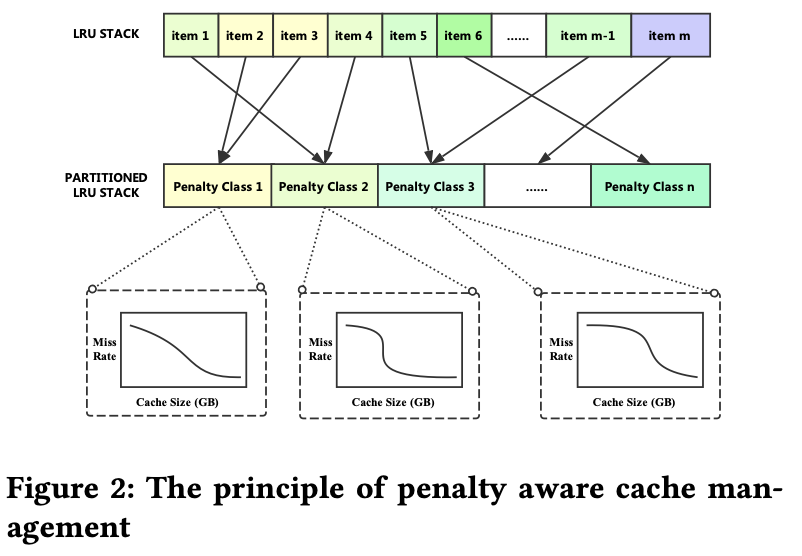 LRU STACK
item 1 item 2 item 3 item 4 item 5 item 6 ...... item m-1 item m
PARTITIONED
LRU STACK
Penalty Class 1 Penalty Class 2 Penalty Class 3 ...... Penalty Class n
Miss
Rate
Cache Size (GB)
Miss
Rate
Cache Size (GB)
Miss
Rate
Cache Size (GB)
Figure 2: The principle of penalty aware cache man-
agement